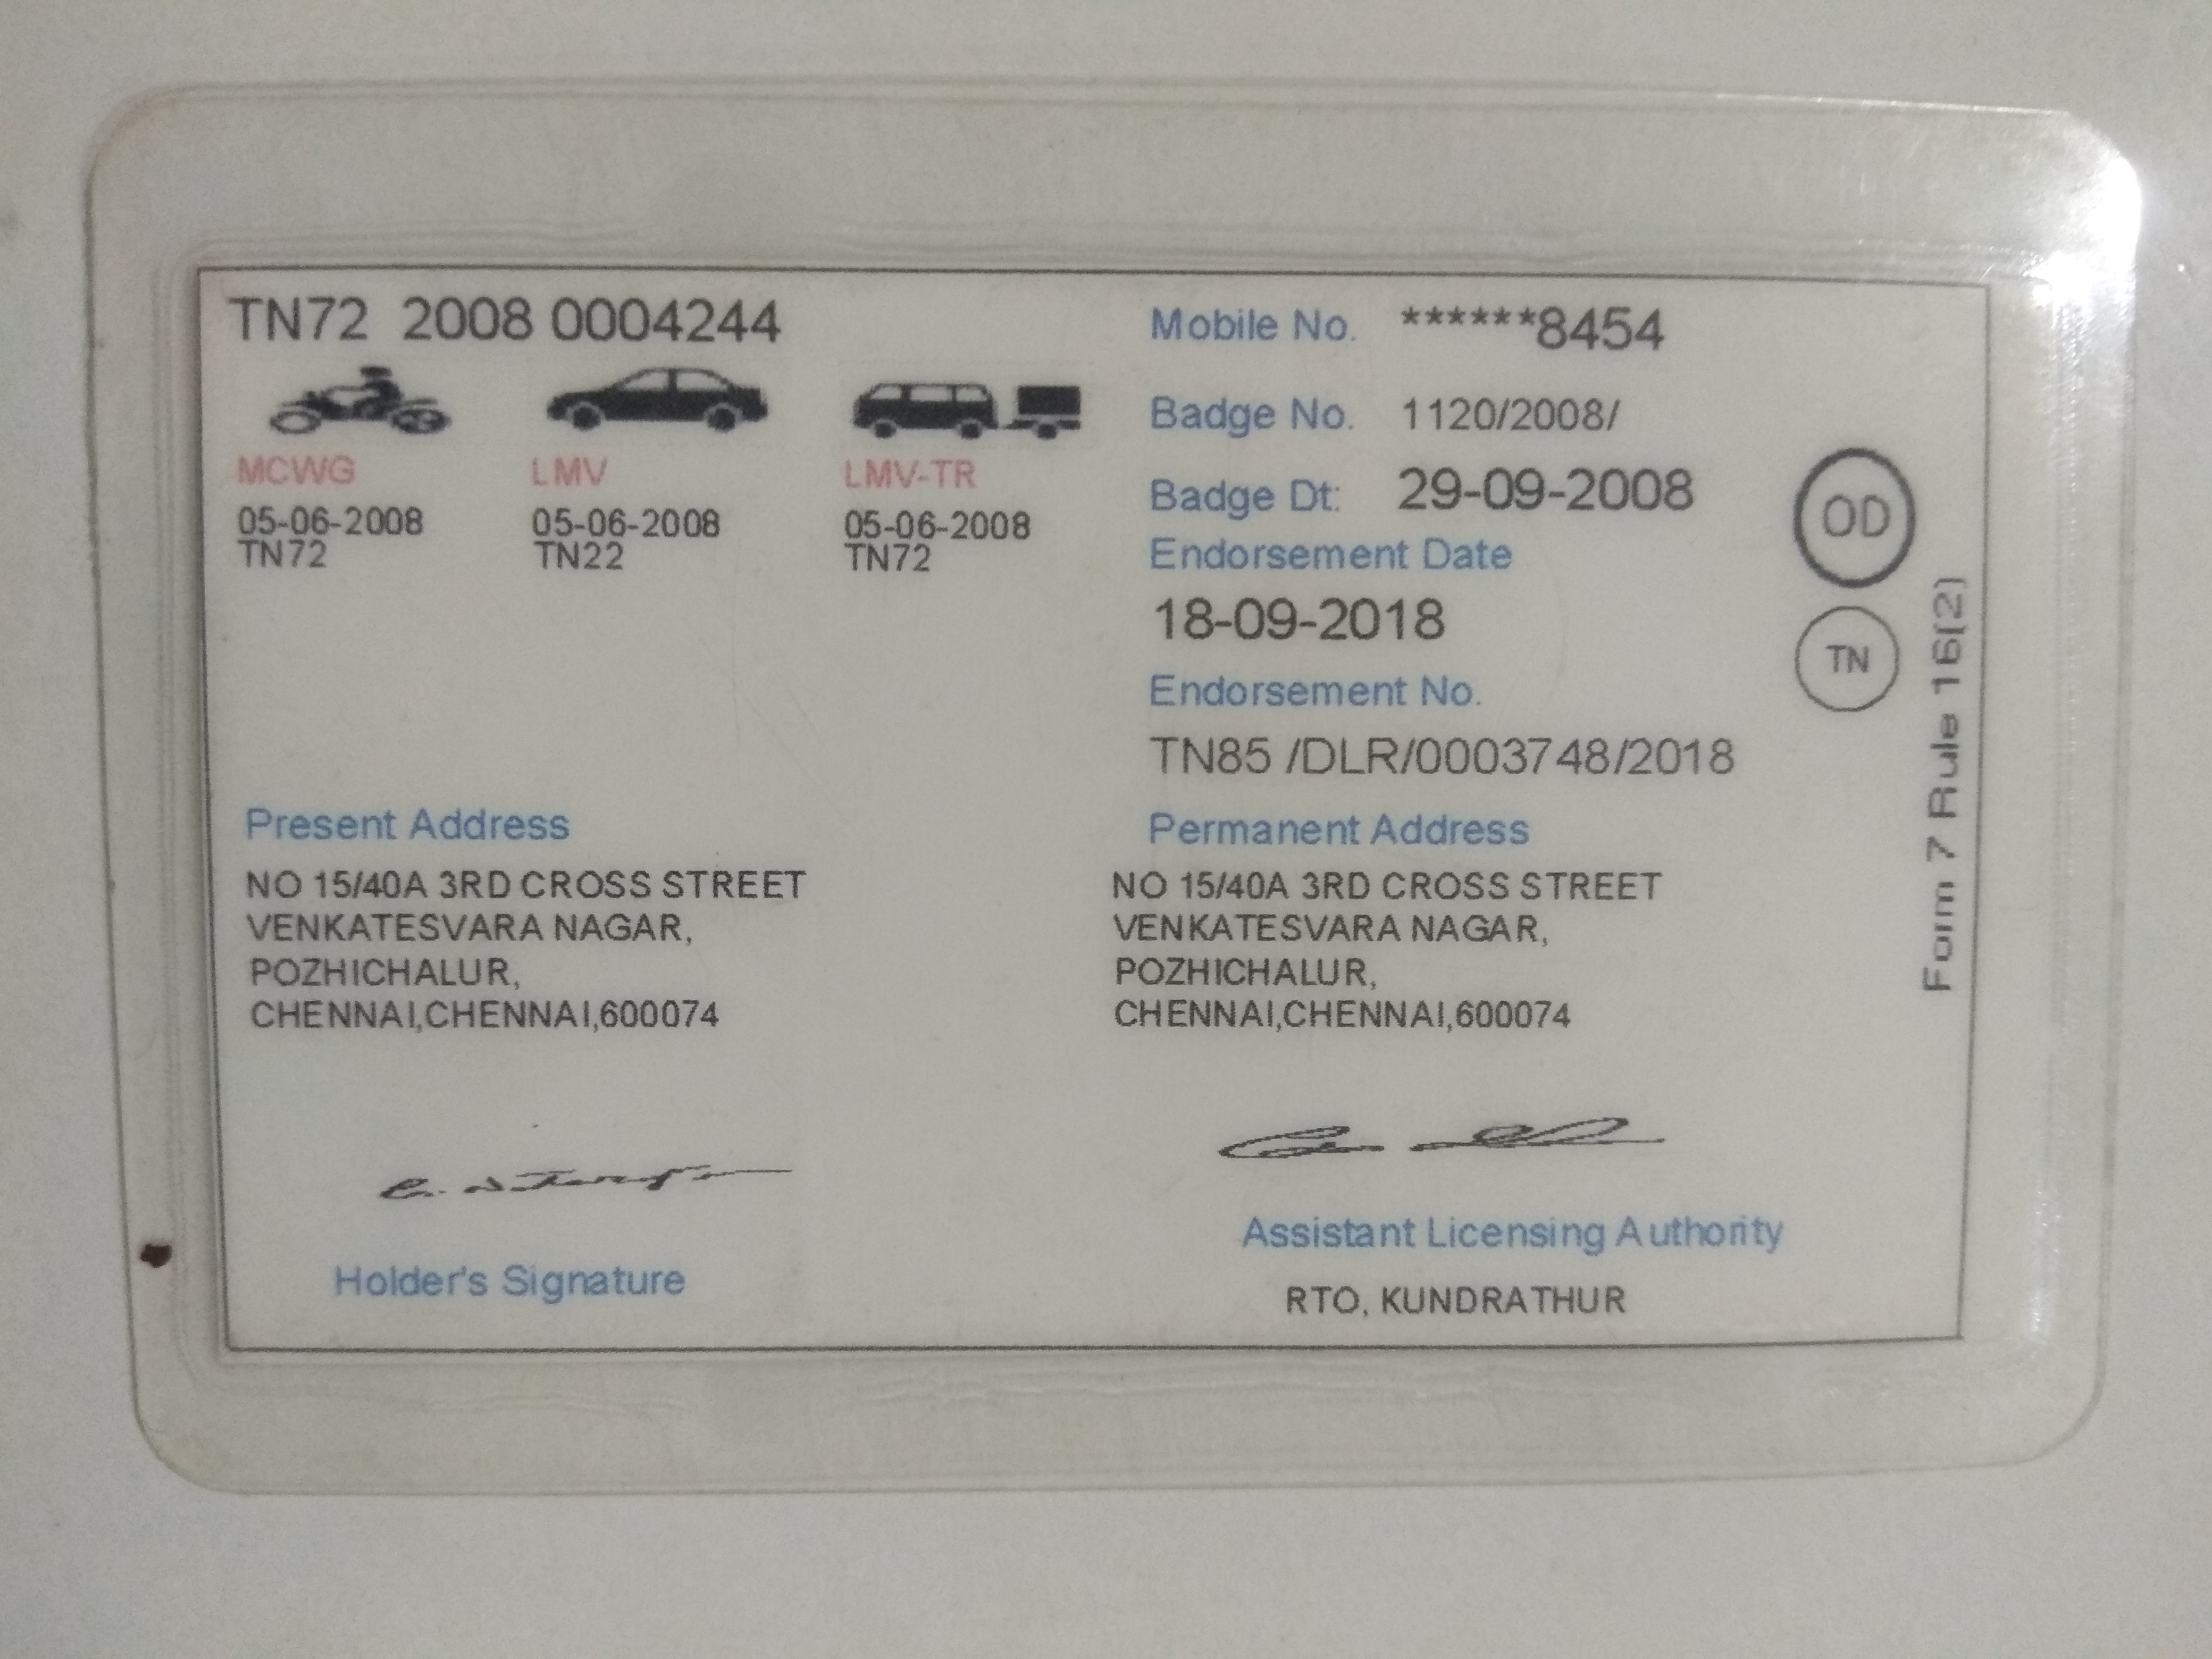 TN72 2008 0004244
MCWG LMV LMV-TR
05-06-2008 05-06-2008 05-06-2008
TN72 TN22 TN72
Mobile No. ******8454
Badge No. 1120/2008/
Badge Dt: 29-09-2008
Endorsement Date
18-09-2018
Endorsement No.
TN85 /DLR/0003748/2018
OD
TN
Form 7 Rule 16(2)
Present Address
NO 15/40A 3RD CROSS STREET
VENKATESVARA NAGAR,
POZHICHALUR,
CHENNAI,CHENNAI,600074
Permanent Address
NO 15/40A 3RD CROSS STREET
VENKATESVARA NAGAR,
POZHICHALUR,
CHENNAI,CHENNAI,600074
Holder's Signature
Assistant Licensing Authority
RTO, KUNDRATHUR